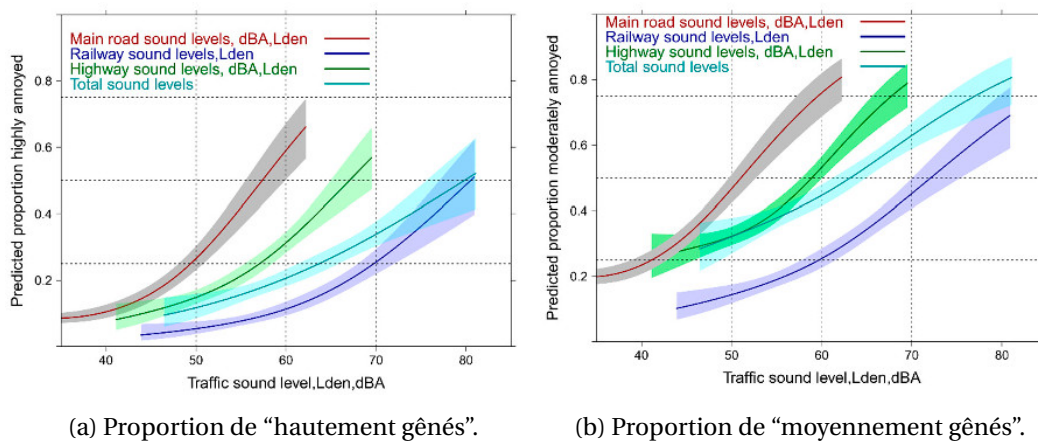 Main road sound levels, dBA,Lden
Railway sound levels,Lden
Highway sound levels, dBA,Lden
Total sound levels
Predicted proportion highly annoyed
0.8
0.6
0.4
0.2
40
50
60
70
80
Traffic sound level,Lden,dBA
(a) Proportion de “hautement gênés”.
Main road sound levels, dBA,Lden
Railway sound levels,Lden
Highway sound levels, dBA,Lden
Total sound levels
Predicted proportion moderately annoyed
0.8
0.6
0.4
0.2
40
50
60
70
80
Traffic sound level,Lden,dBA
(b) Proportion de “moyennement gênés”.